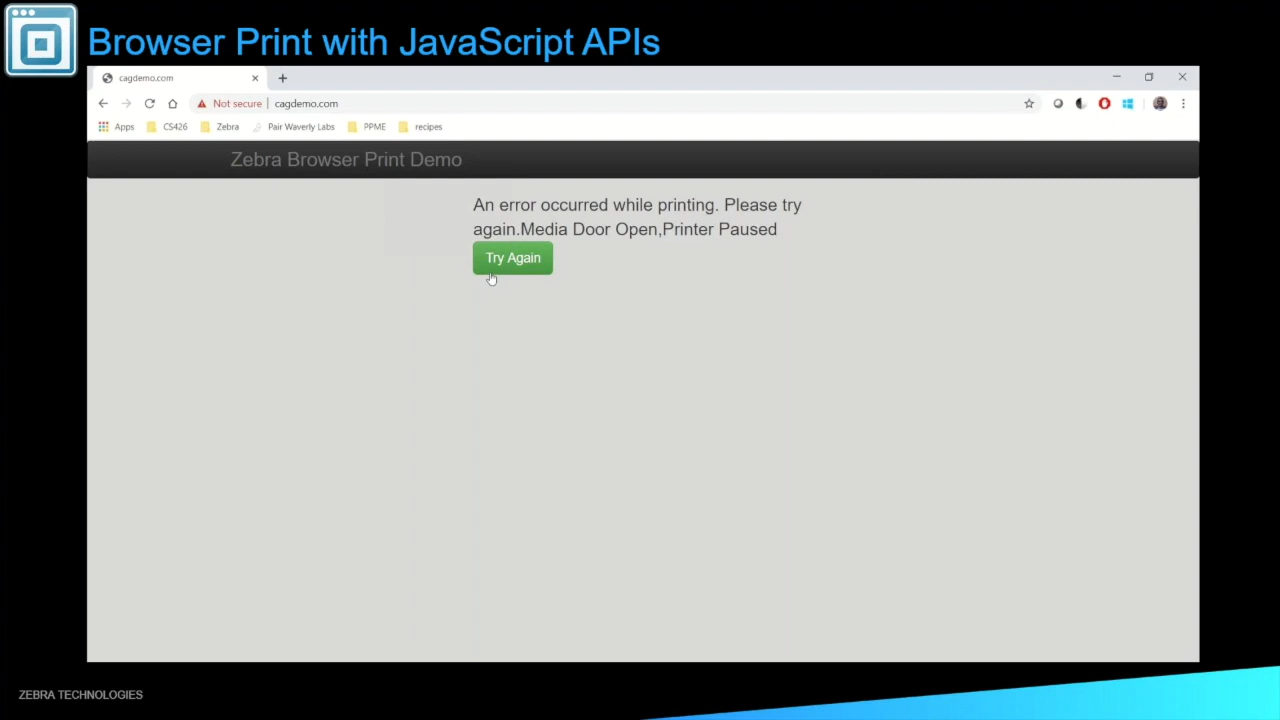 Browser Print with JavaScript APIs
cagdemo.com
Not secure | cagdemo.com
Apps CS426 Zebra Pair Waverly Labs PPME recipes
Zebra Browser Print Demo
An error occurred while printing. Please try
again.Media Door Open,Printer Paused
Try Again
ZEBRA TECHNOLOGIES